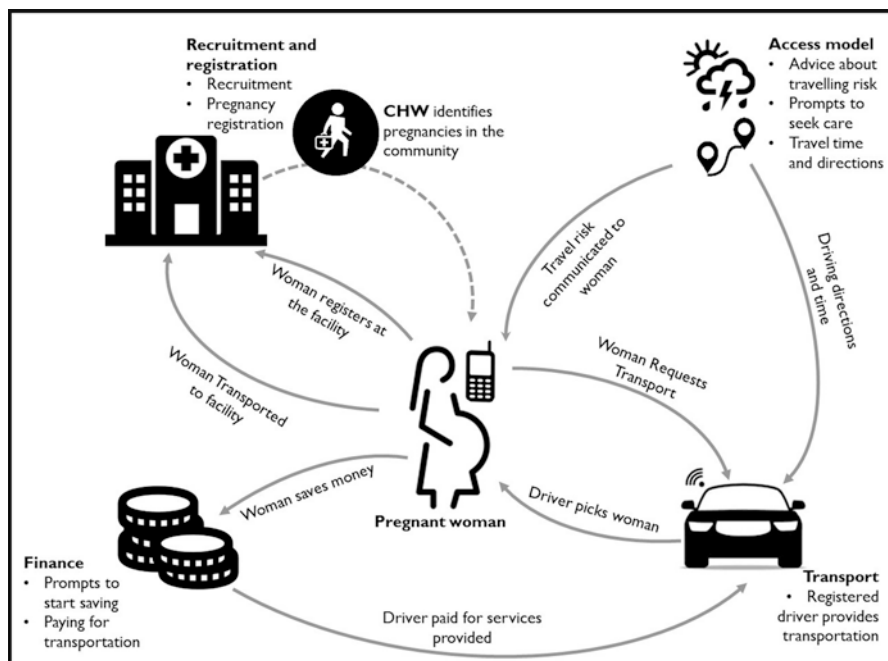 Recruitment and
registration
• Recruitment
• Pregnancy
registration
CHW identifies
pregnancies in the
community
Access model
• Advice about
travelling risk
• Prompts to
seek care
• Travel time
and directions
Travel risk
communicated to
woman
Driving directions
and time
Woman registers at
the facility
Woman Transported
to facility
Woman Requests
Transport
Woman saves money
Pregnant woman
Driver picks woman
Finance
• Prompts to
start saving
• Paying for
transportation
Driver paid for services
provided
Transport
• Registered
driver provides
transportation